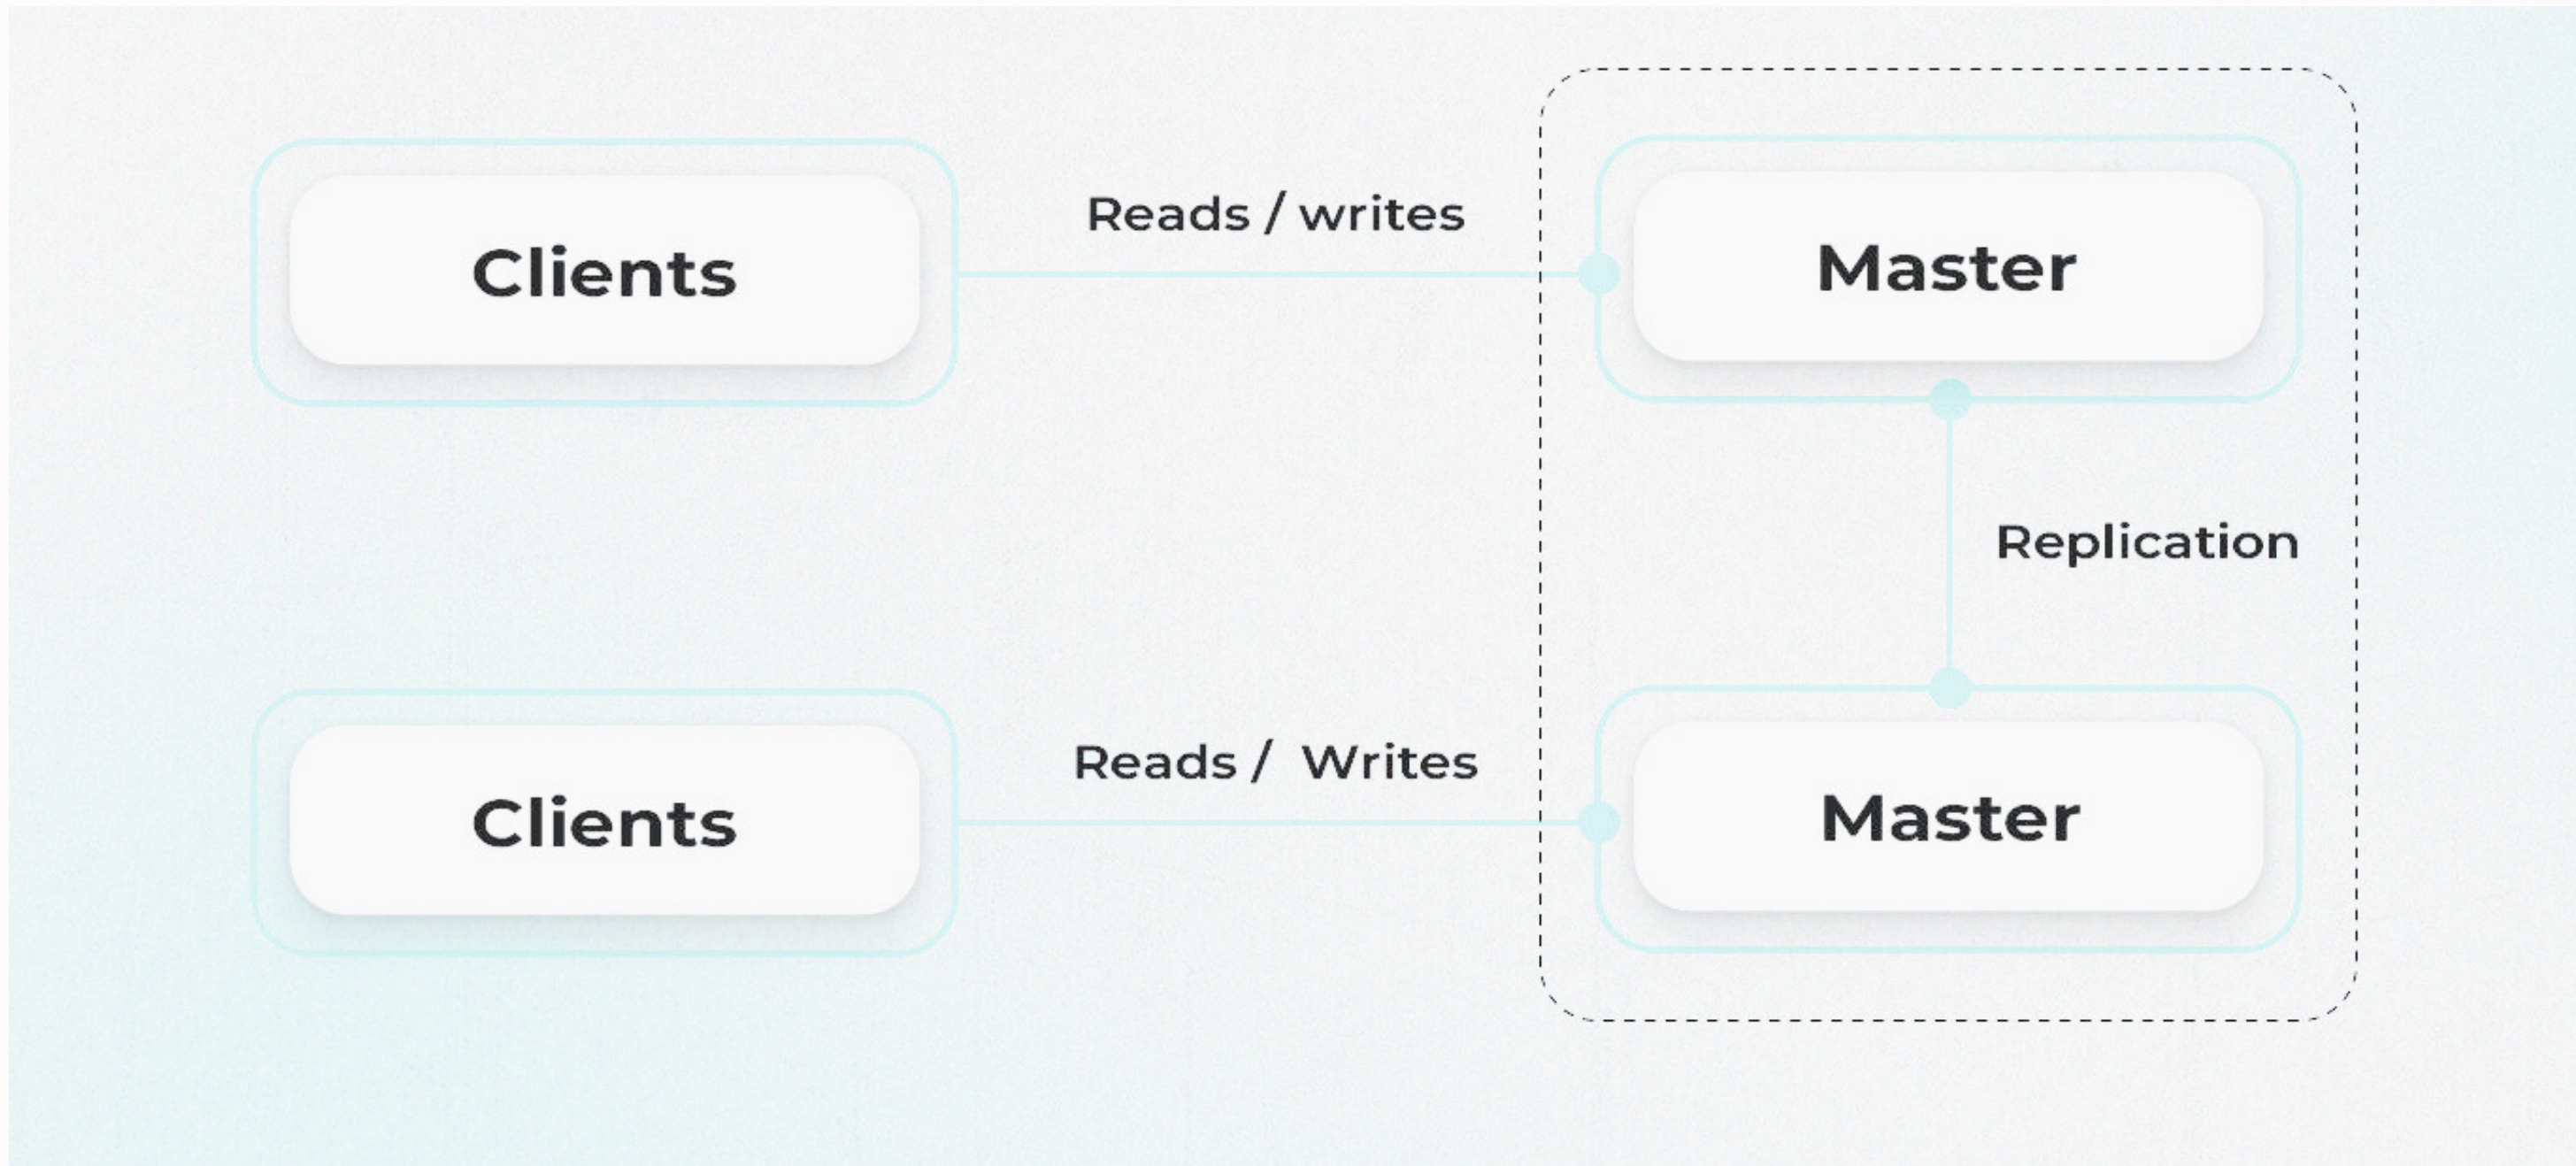 Clients
Reads / writes
Master
Replication
Clients
Reads /  Writes
Master